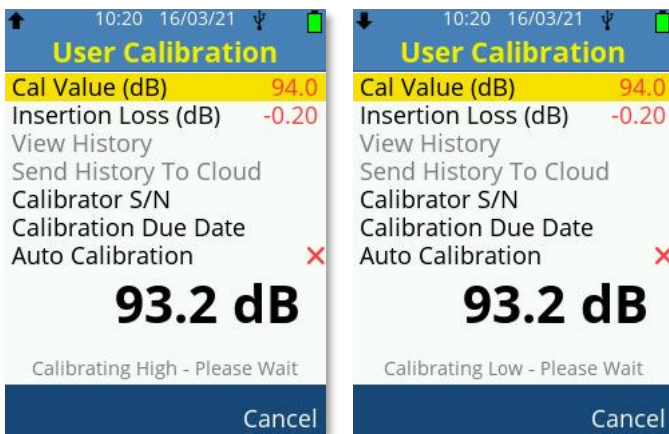 10:20 16/03/21
User Calibration
Cal Value (dB) 94.0
Insertion Loss (dB) -0.20
View History
Send History To Cloud
Calibrator S/N
Calibration Due Date
Auto Calibration
93.2 dB
Calibrating High - Please Wait
Cancel
10:20 16/03/21
User Calibration
Cal Value (dB) 94.0
Insertion Loss (dB) -0.20
View History
Send History To Cloud
Calibrator S/N
Calibration Due Date
Auto Calibration
93.2 dB
Calibrating Low - Please Wait
Cancel